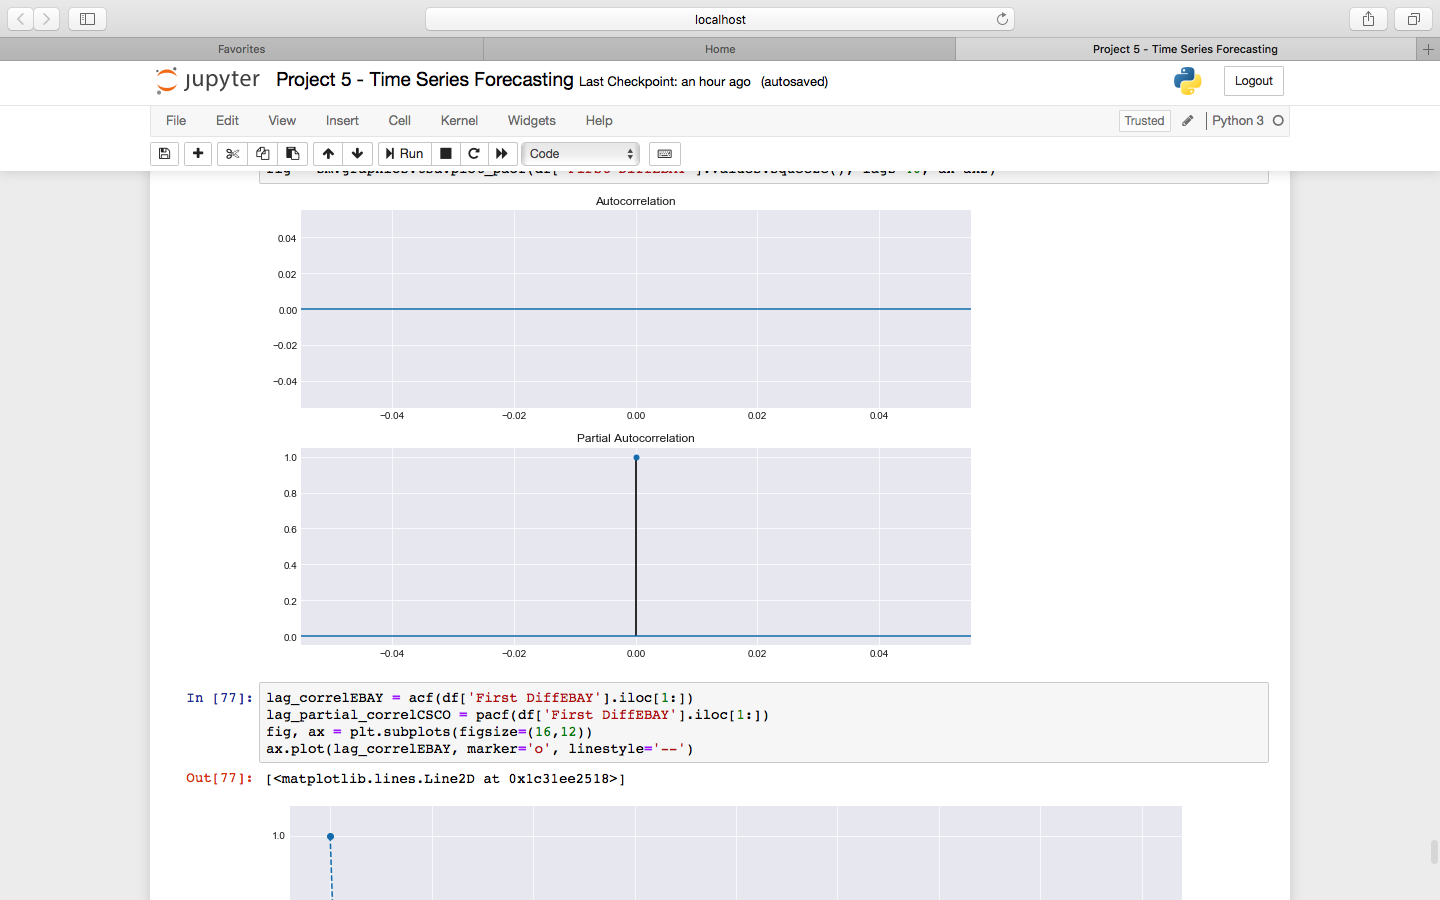 localhost
Favorites
Home
Project 5 - Time Series Forecasting
+
jupyter Project 5 - Time Series Forecasting Last Checkpoint: an hour ago (autosaved)
Logout
File Edit View Insert Cell Kernel Widgets Help
Trusted
Python 3
Run
Code
Autocorrelation
0.04
0.02
0.00
−0.02
−0.04
−0.04 −0.02 0.00 0.02 0.04
Partial Autocorrelation
1.0
0.8
0.6
0.4
0.2
0.0
−0.04 −0.02 0.00 0.02 0.04
In [77]: lag_correlEBAY = acf(df['First DiffEBAY'].iloc[1:])
lag_partial_correlCSCO = pacf(df['First DiffEBAY'].iloc[1:])
fig, ax = plt.subplots(figsize=(16,12))
ax.plot(lag_correlEBAY, marker='o', linestyle='--')
Out[77]: [<matplotlib.lines.Line2D at 0x1c31ee2518>]
1.0